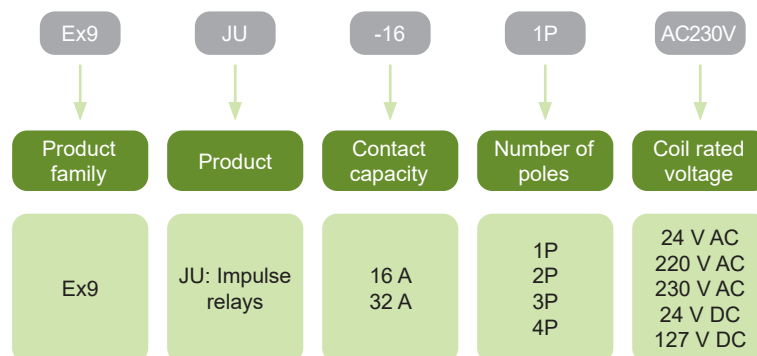 Ex9 JU -16 1P AC230V
Product family
Product
Contact capacity
Number of poles
Coil rated voltage
Ex9
JU: Impulse
relays
16 A
32 A
1P
2P
3P
4P
24 V AC
220 V AC
230 V AC
24 V DC
127 V DC